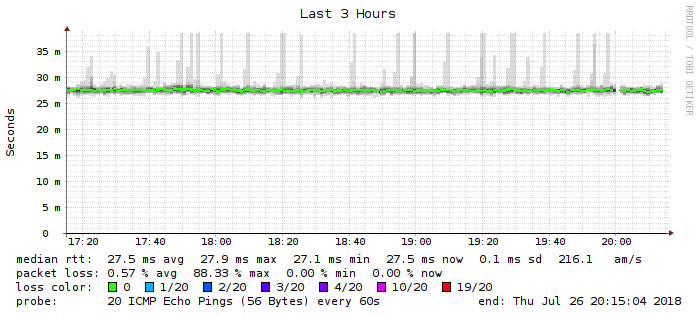 Last 3 Hours
RRDTOOL / TOBI OETIKER
Seconds
35 m
30 m
25 m
20 m
15 m
10 m
5 m
0
17:20 17:40 18:00 18:20 18:40 19:00 19:20 19:40 20:00
median rtt: 27.5 ms avg 27.9 ms max 27.1 ms min 27.5 ms now 0.1 ms sd 216.1 am/s
packet loss: 0.57 % avg 88.33 % max 0.00 % min 0.00 % now
loss color: 0 1/20 2/20 3/20 4/20 10/20 19/20
probe: 20 ICMP Echo Pings (56 Bytes) every 60s end: Thu Jul 26 20:15:04 2018